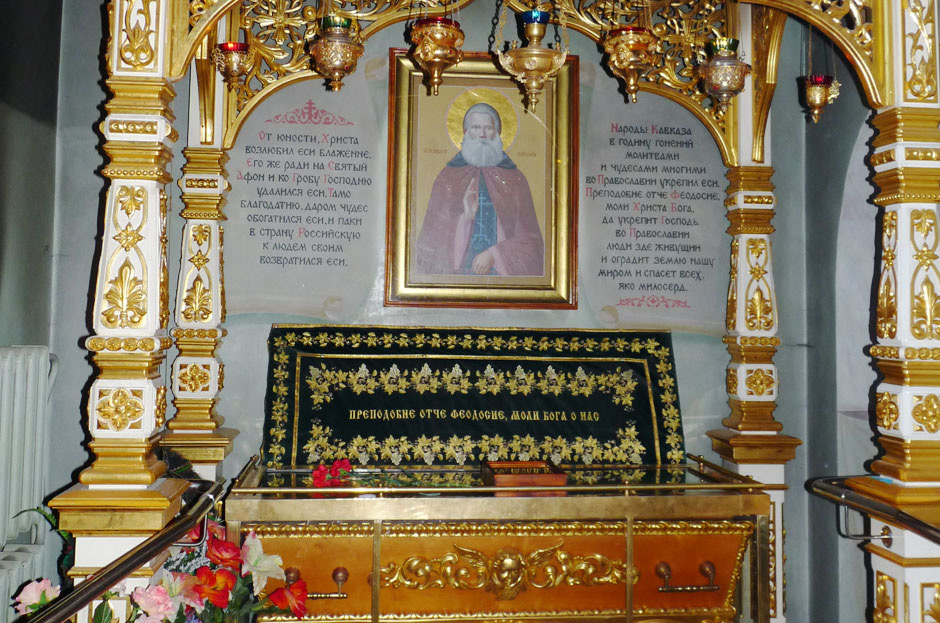 От юности, Христа
возлюбил еси блаженне.
Его же ради на Святый
Афон и ко Гробу Господню
удалился еси. Тамо
благодатию, даром чудес
обогатился еси, и паки
в страну Российскую
к людем своим
возвратился еси.
Народы Кавказа
в годину гонений
молитвами
и чудесами многими
во Православии укрепил еси.
Преподобне отче Феодосие,
моли Христа Бога,
да укрепит Господь
во Православии
люди зде живущии
и оградит землю нашу
миром и спасет всех,
яко милосерд.
ПРЕПОДОБНЕ ОТЧЕ ФЕОДОСИЕ, МОЛИ БОГА О НАС